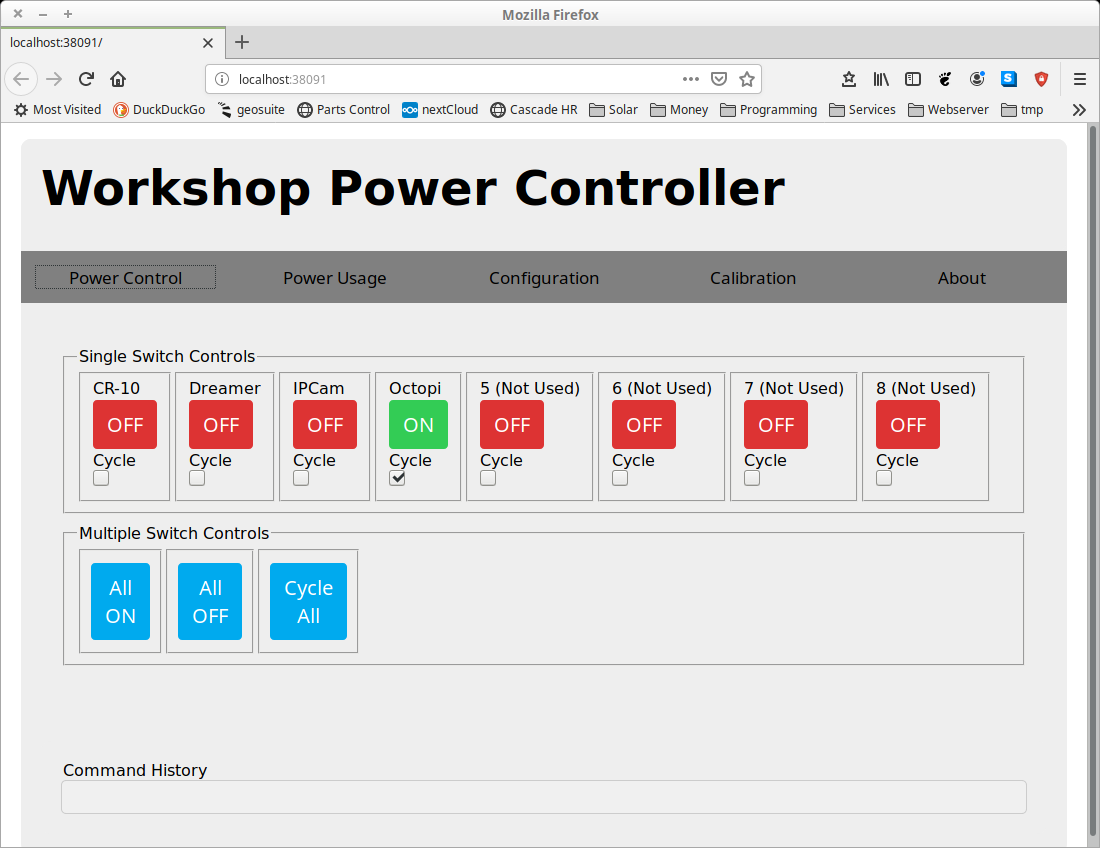 Mozilla Firefox
localhost:38091/
localhost:38091
Most Visited DuckDuckGo geosuite Parts Control nextCloud Cascade HR Solar Money Programming Services Webserver tmp
Workshop Power Controller
Power Control Power Usage Configuration Calibration About
Single Switch Controls
CR-10 Dreamer IPCam Octopi 5 (Not Used) 6 (Not Used) 7 (Not Used) 8 (Not Used)
OFF OFF OFF ON OFF OFF OFF OFF
Cycle Cycle Cycle Cycle Cycle Cycle Cycle Cycle
Multiple Switch Controls
All All Cycle
ON OFF All
Command History